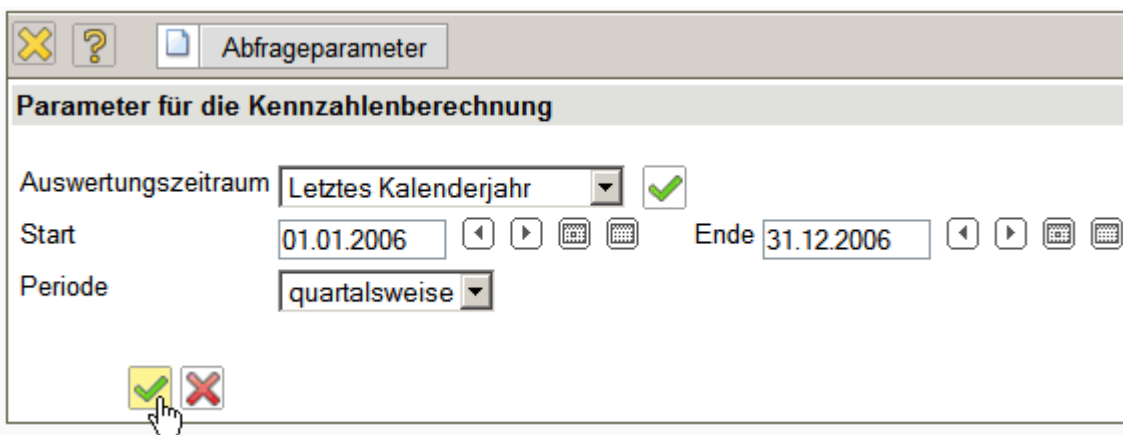 Abfrageparameter
Parameter für die Kennzahlenberechnung
Auswertungszeitraum Letztes Kalenderjahr
Start 01.01.2006 Ende 31.12.2006
Periode quartalsweise